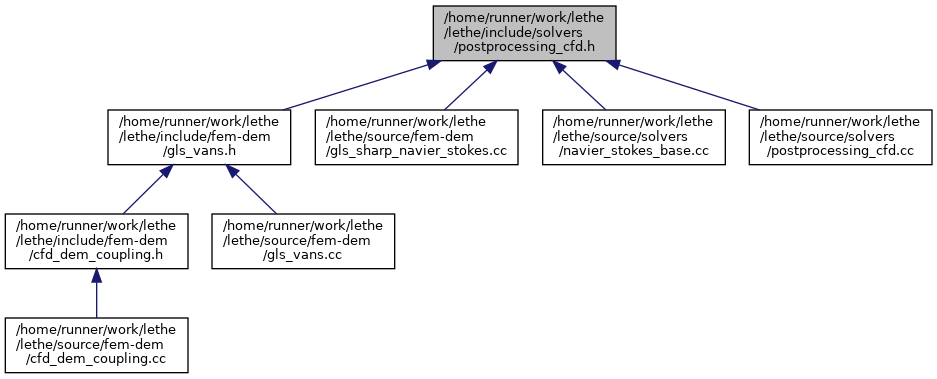 /home/runner/work/lethe
/lethe/include/solvers
/postprocessing_cfd.h
/home/runner/work/lethe
/lethe/include/fem-dem
/gls_vans.h
/home/runner/work/lethe
/lethe/source/fem-dem
/gls_sharp_navier_stokes.cc
/home/runner/work/lethe
/lethe/source/solvers
/navier_stokes_base.cc
/home/runner/work/lethe
/lethe/source/solvers
/postprocessing_cfd.cc
/home/runner/work/lethe
/lethe/include/fem-dem
/cfd_dem_coupling.h
/home/runner/work/lethe
/lethe/source/fem-dem
/gls_vans.cc
/home/runner/work/lethe
/lethe/source/fem-dem
/cfd_dem_coupling.cc